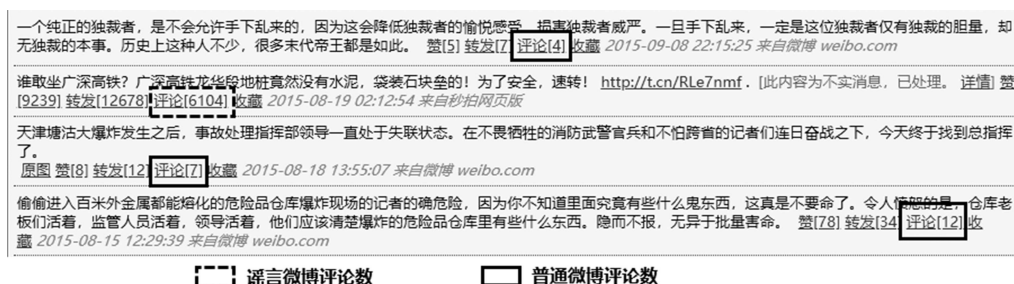 一个纯正的独裁者，是不会允许手下乱来的，因为这会降低独裁者的愉悦感受，损害独裁者威严。一旦手下乱来，一定是这位独裁者仅有独裁的胆量，却
无独裁的本事。历史上这种人不少，很多末代帝王都是如此。 赞[5] 转发[7] 评论[4] 收藏 2015-09-08 22:15:25 来自微博 weibo.com
谁敢坐广深高铁？广深高铁龙华段地桩竟然没有水泥，袋装石块垒的！为了安全，速转！ http://t.cn/RLe7nmf . [此内容为不实消息，已处理。 详情] 赞
[9239] 转发[12678] 评论[6104] 收藏 2015-08-19 02:12:54 来自秒拍网页版
天津塘沽大爆炸发生之后，事故处理指挥部领导一直处于失联状态。在不畏牺牲的消防武警官兵和不怕跨省的记者们连日奋战之下，今天终于找到总指挥
了。
原图 赞[8] 转发[12] 评论[7] 收藏 2015-08-18 13:55:07 来自微博 weibo.com
偷偷进入百米外金属都能熔化的危险品仓库爆炸现场的记者的确危险，因为你不知道里面究竟有些什么鬼东西，这真是不要命了。令人愤怒的是，仓库老
板们活着，监管人员活着，领导活着，他们应该清楚爆炸的危险品仓库里有些什么东西。隐而不报，无异于批量害命。 赞[78] 转发[34] 评论[12] 收
藏 2015-08-15 12:29:39 来自微博 weibo.com
谣言微博评论数 普通微博评论数